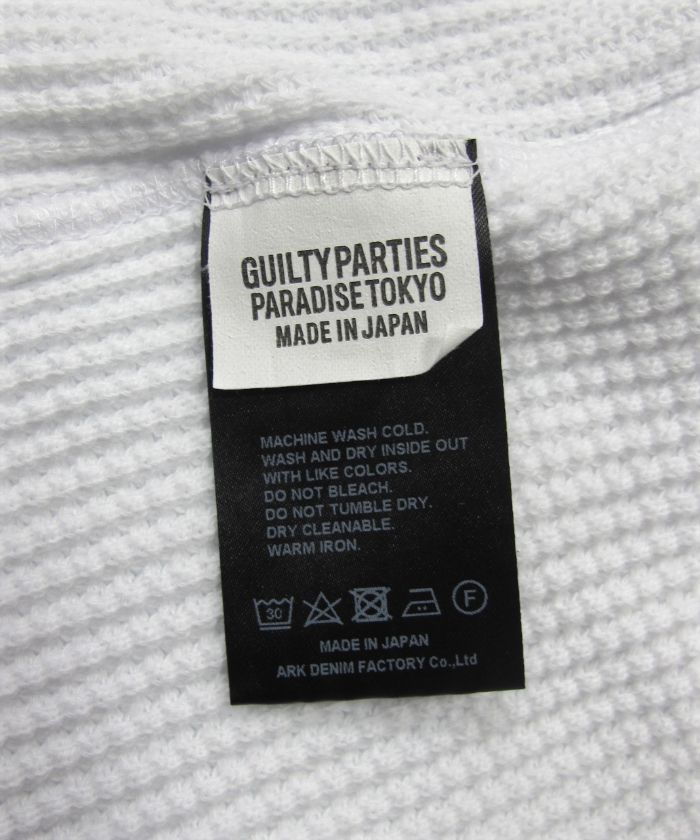 GUILTY PARTIES
PARADISE TOKYO
MADE IN JAPAN
MACHINE WASH COLD.
WASH AND DRY INSIDE OUT
WITH LIKE COLORS.
DO NOT BLEACH.
DO NOT TUMBLE DRY.
DRY CLEANABLE.
WARM IRON.
30
F
MADE IN JAPAN
ARK DENIM FACTORY Co.,Ltd